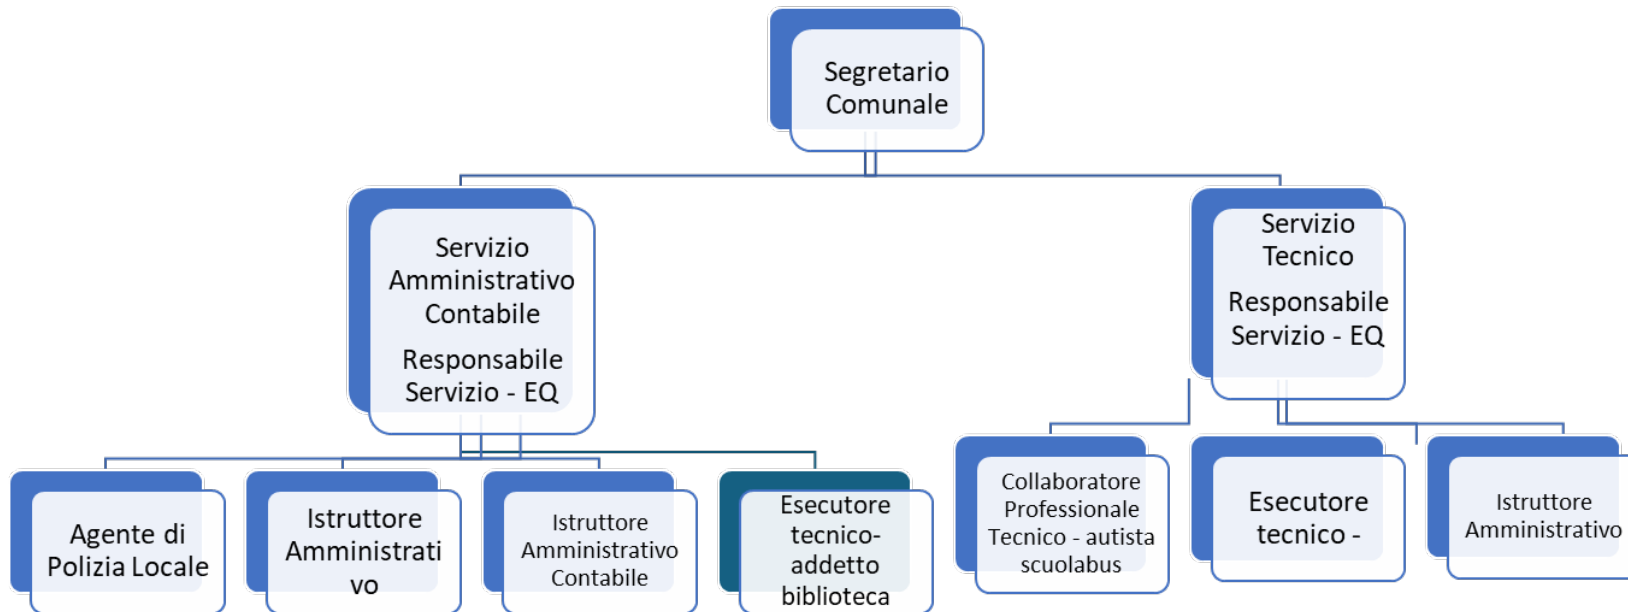 Segretario
Comunale
Servizio
Amministrativo
Contabile
Responsabile
Servizio - EQ
Servizio
Tecnico
Responsabile
Servizio - EQ
Agente di
Polizia Locale
Istruttore
Amministrati
vo
Istruttore
Amministrativo
Contabile
Esecutore
tecnico-
addetto
biblioteca
Collaboratore
Professionale
Tecnico - autista
scuolabus
Esecutore
tecnico -
Istruttore
Amministrativo